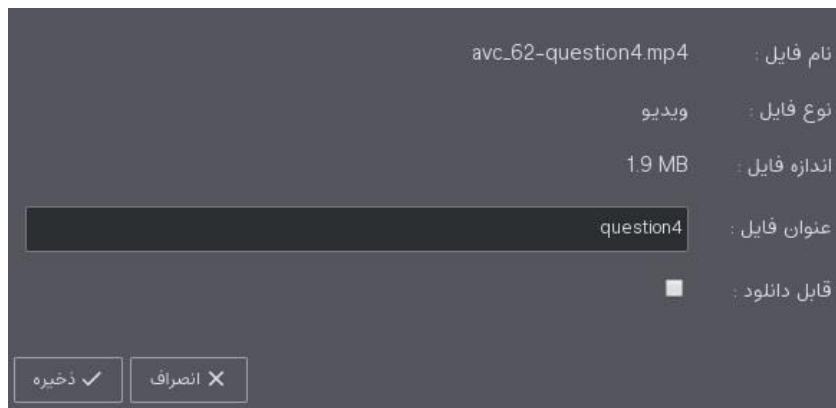 نام فایل : avc_62-question4.mp4
نوع فایل : ویدیو
اندازه فایل : 1.9 MB
عنوان فایل : question4
قابل دانلود :
انصراف ذخیره